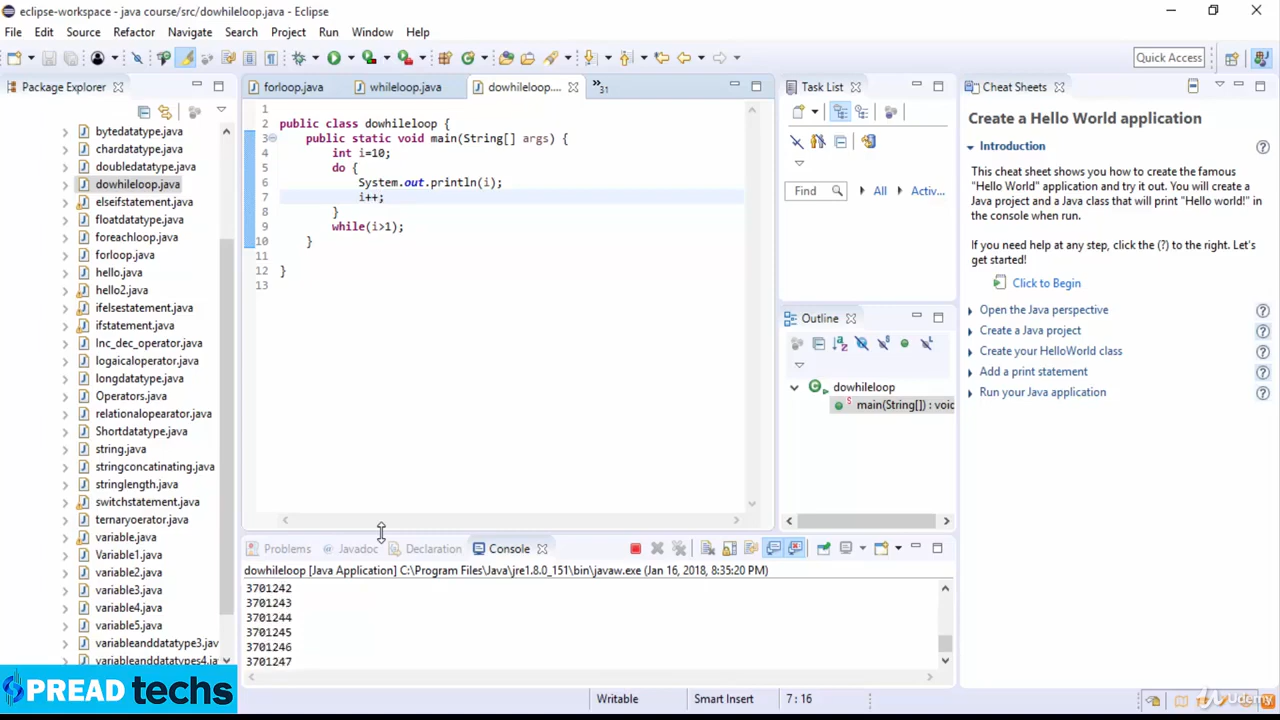 eclipse-workspace - java course/src/dowhileloop.java - Eclipse
File Edit Source Refactor Navigate Search Project Run Window Help
Quick Access
Package Explorer
bytedatatype.java
chardatatype.java
doubledatatype.java
dowhileloop.java
elseifstatement.java
floatdatatype.java
foreachloop.java
forloop.java
hello.java
hello2.java
ifelsestatement.java
ifstatement.java
Inc_dec_operator.java
logaicaloperator.java
longdatatype.java
Operators.java
relationalopearator.java
Shortdatatype.java
string.java
stringconcatinating.java
stringlength.java
switchstatement.java
ternaryoerator.java
variable.java
Variable1.java
variable2.java
variable3.java
variable4.java
variable5.java
variableanddatatype3.jav
variableanddatatypes4.ja
forloop.java whileloop.java dowhileloop.... »31
1
2 public class dowhileloop {
3 public static void main(String[] args) {
4 int i=10;
5 do {
6 System.out.println(i);
7 i++;
8 }
9 while(i>1);
10 }
11
12 }
13
Task List
Find All Activ...
Outline
dowhileloop
main(String[]) : void
Cheat Sheets
Create a Hello World application
Introduction
This cheat sheet shows you how to create the famous
"Hello World" application and try it out. You will create
a Java project and a Java class that will print "Hello world!" in
the console when run.
If you need help at any step, click the (?) to the right. Let's
get started!
Click to Begin
Open the Java perspective
Create a Java project
Create your HelloWorld class
Add a print statement
Run your Java application
Problems @ Javadoc Declaration Console
dowhileloop [Java Application] C:\Program Files\Java\jre1.8.0_151\bin\javaw.exe (Jan 16, 2018, 8:35:20 PM)
3701242
3701243
3701244
3701245
3701246
3701247
Writable Smart Insert 7 : 16
SPREAD techs
Udemy